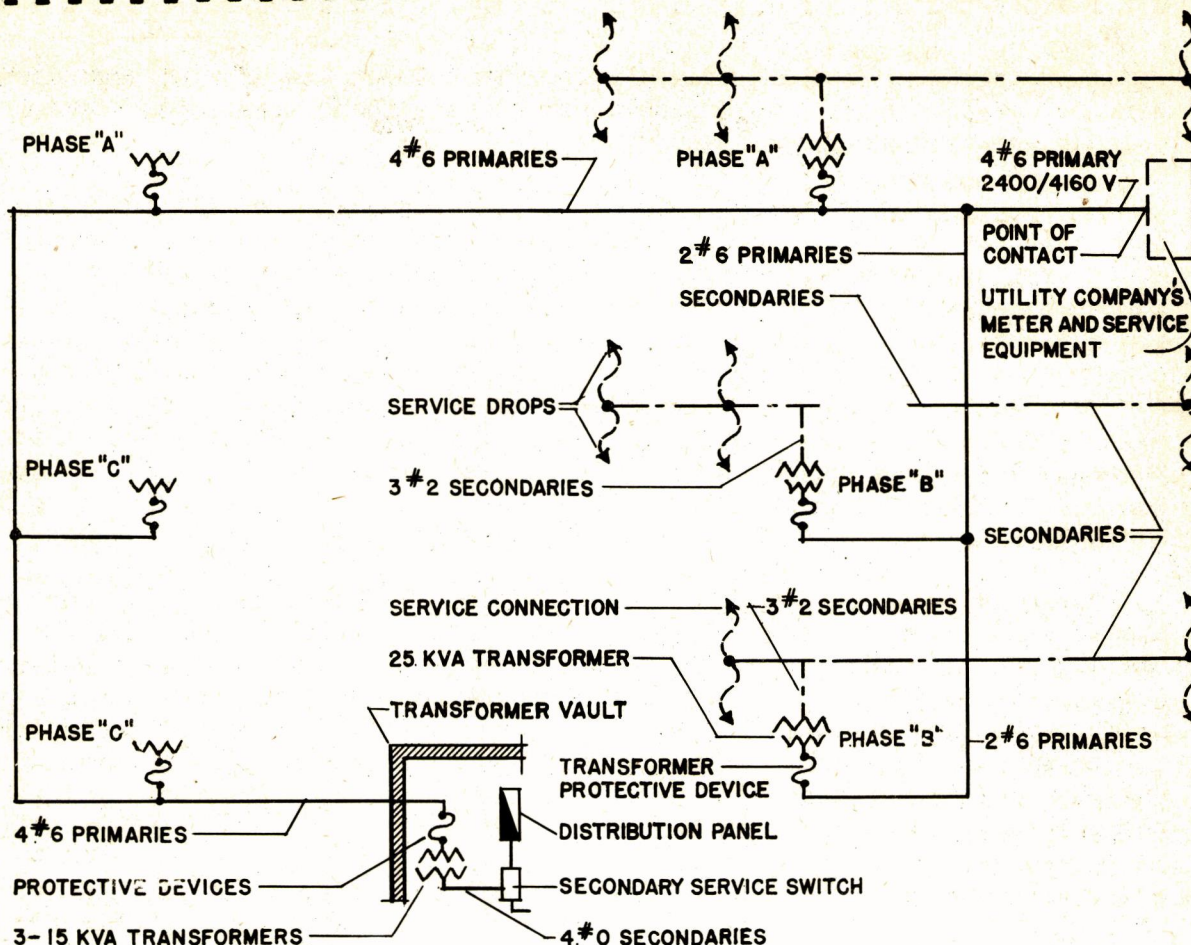 PHASE "A"
4 #6 PRIMARIES
PHASE "A"
4 #6 PRIMARY
2400/4160 V
POINT OF
CONTACT
2 #6 PRIMARIES
SECONDARIES
UTILITY COMPANY'S
METER AND SERVICE
EQUIPMENT
SERVICE DROPS
PHASE "C"
3 #2 SECONDARIES
PHASE "B"
SECONDARIES
SERVICE CONNECTION
3 #2 SECONDARIES
25 KVA TRANSFORMER
TRANSFORMER VAULT
PHASE "C"
PHASE "B"
2 #6 PRIMARIES
TRANSFORMER
PROTECTIVE DEVICE
4 #6 PRIMARIES
DISTRIBUTION PANEL
PROTECTIVE DEVICES
SECONDARY SERVICE SWITCH
3-15 KVA TRANSFORMERS
4 #0 SECONDARIES